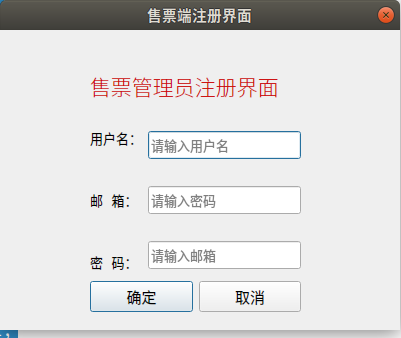 售票端注册界面
售票管理员注册界面
用户名： 请输入用户名
邮 箱： 请输入密码
密 码： 请输入邮箱
确定 取消